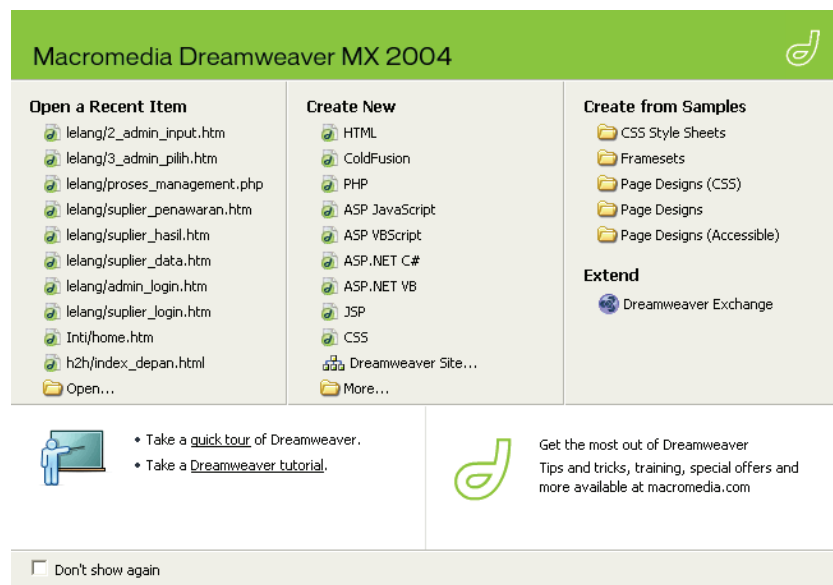 Macromedia Dreamweaver MX 2004
Open a Recent Item
lelang/2_admin_input.htm
lelang/3_admin_pilih.htm
lelang/proses_management.php
lelang/suplier_penawaran.htm
lelang/suplier_hasil.htm
lelang/suplier_data.htm
lelang/admin_login.htm
lelang/suplier_login.htm
Inti/home.htm
h2h/index_depan.html
Open...
Create New
HTML
ColdFusion
PHP
ASP JavaScript
ASP VBScript
ASP.NET C#
ASP.NET VB
JSP
CSS
Dreamweaver Site...
More...
Create from Samples
CSS Style Sheets
Framesets
Page Designs (CSS)
Page Designs
Page Designs (Accessible)
Extend
Dreamweaver Exchange
• Take a quick tour of Dreamweaver.
• Take a Dreamweaver tutorial.
Get the most out of Dreamweaver
Tips and tricks, training, special offers and
more available at macromedia.com
Don't show again